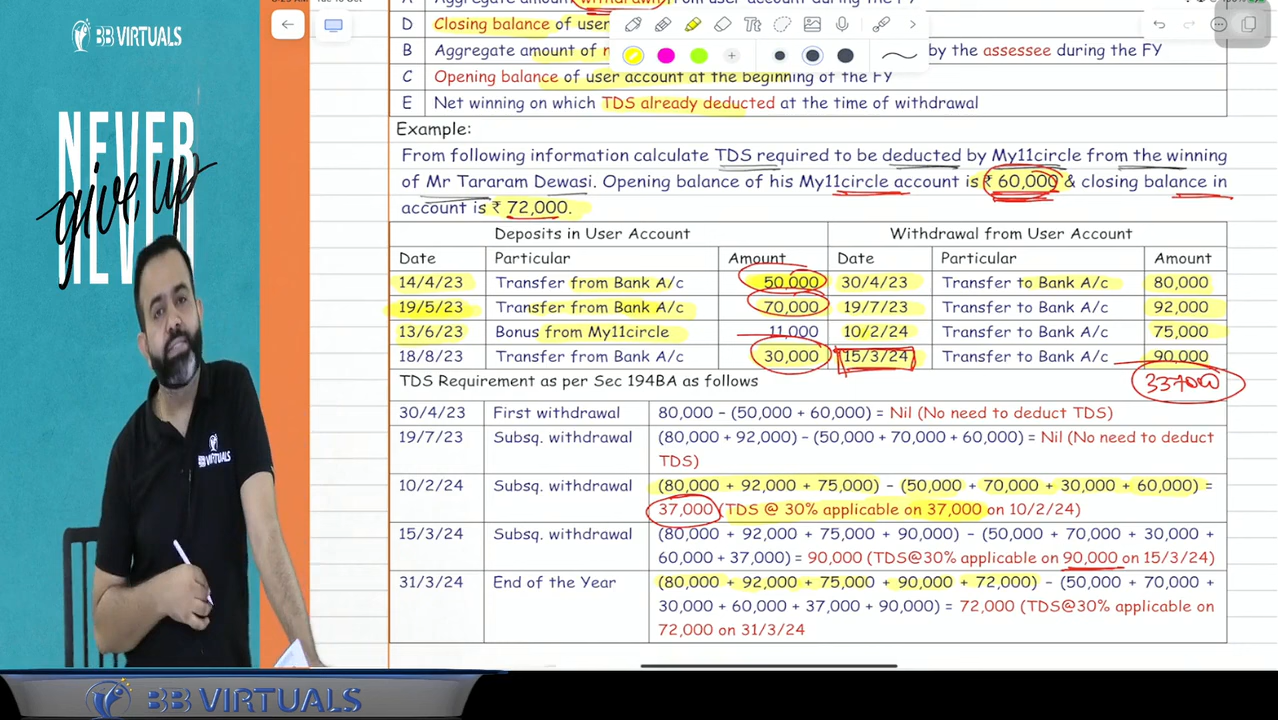 BB VIRTUALS
NEVER
give up
NEVER
BB VIRTUALS
D Closing balance of user
B Aggregate amount of by the assessee during the FY
C Opening balance of user account at the beginning of the FY
E Net winning on which TDS already deducted at the time of withdrawal
Example:
From following information calculate TDS required to be deducted by My11circle from the winning
of Mr Tararam Dewasi. Opening balance of his My11circle account is ₹ 60,000 & closing balance in
account is ₹ 72,000.
Deposits in User Account Withdrawal from User Account
Date Particular Amount Date Particular Amount
14/4/23 Transfer from Bank A/c 50,000 30/4/23 Transfer to Bank A/c 80,000
19/5/23 Transfer from Bank A/c 70,000 19/7/23 Transfer to Bank A/c 92,000
13/6/23 Bonus from My11circle 11,000 10/2/24 Transfer to Bank A/c 75,000
18/8/23 Transfer from Bank A/c 30,000 15/3/24 Transfer to Bank A/c 90,000
337000
TDS Requirement as per Sec 194BA as follows
30/4/23 First withdrawal 80,000 – (50,000 + 60,000) = Nil (No need to deduct TDS)
19/7/23 Subsq. withdrawal (80,000 + 92,000) – (50,000 + 70,000 + 60,000) = Nil (No need to deduct
TDS)
10/2/24 Subsq. withdrawal (80,000 + 92,000 + 75,000) – (50,000 + 70,000 + 30,000 + 60,000) =
37,000 (TDS @ 30% applicable on 37,000 on 10/2/24)
15/3/24 Subsq. withdrawal (80,000 + 92,000 + 75,000 + 90,000) – (50,000 + 70,000 + 30,000 +
60,000 + 37,000) = 90,000 (TDS@30% applicable on 90,000 on 15/3/24)
31/3/24 End of the Year (80,000 + 92,000 + 75,000 + 90,000 + 72,000) – (50,000 + 70,000 +
30,000 + 60,000 + 37,000 + 90,000) = 72,000 (TDS@30% applicable on
72,000 on 31/3/24
BB VIRTUALS